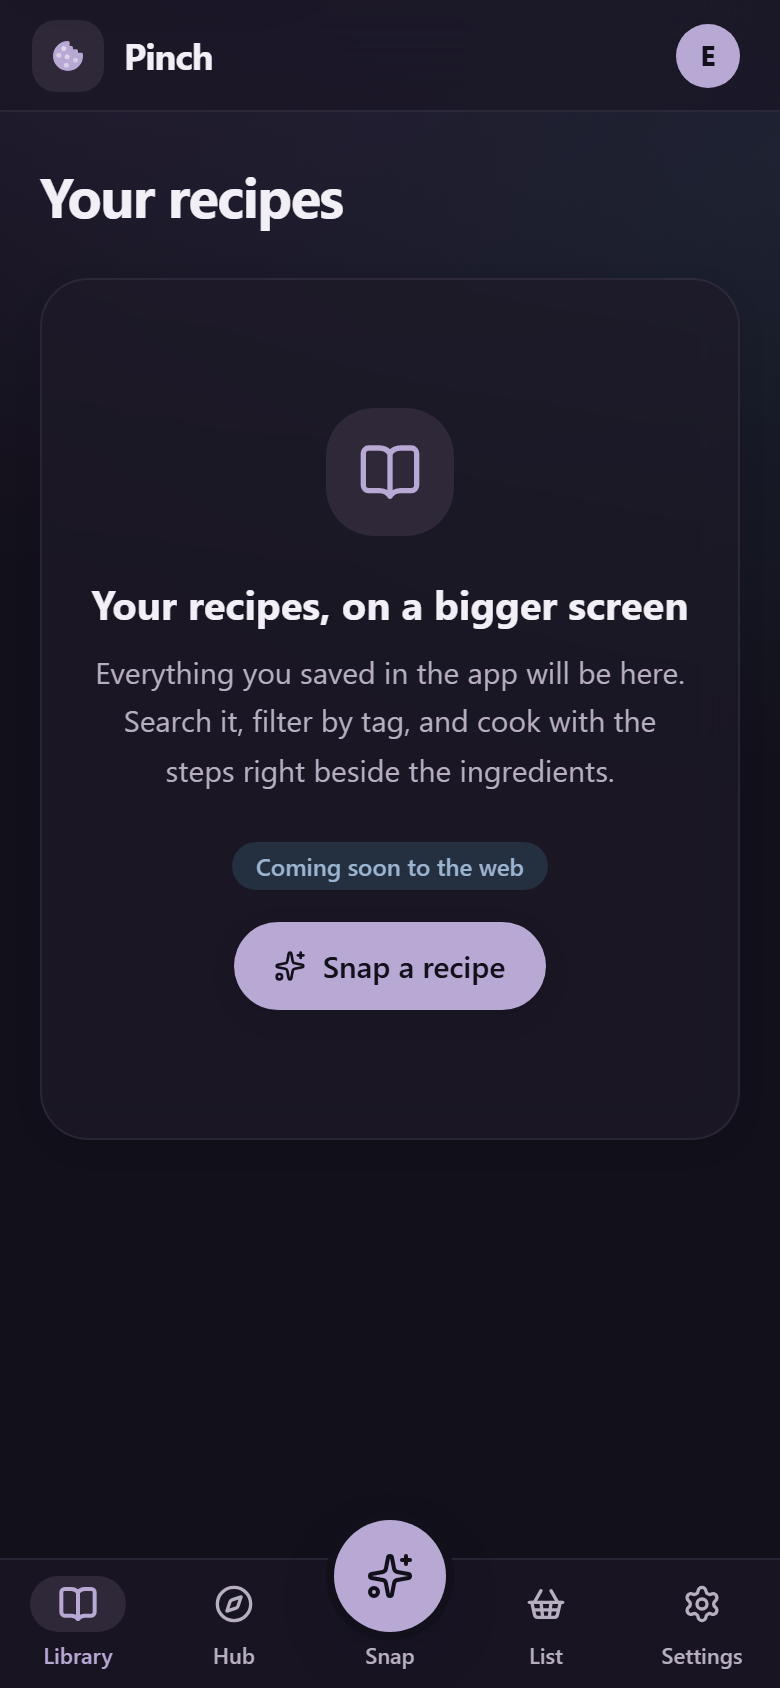 Pinch
E
Your recipes
Your recipes, on a bigger screen
Everything you saved in the app will be here.
Search it, filter by tag, and cook with the
steps right beside the ingredients.
Coming soon to the web
Snap a recipe
Library
Hub
Snap
List
Settings